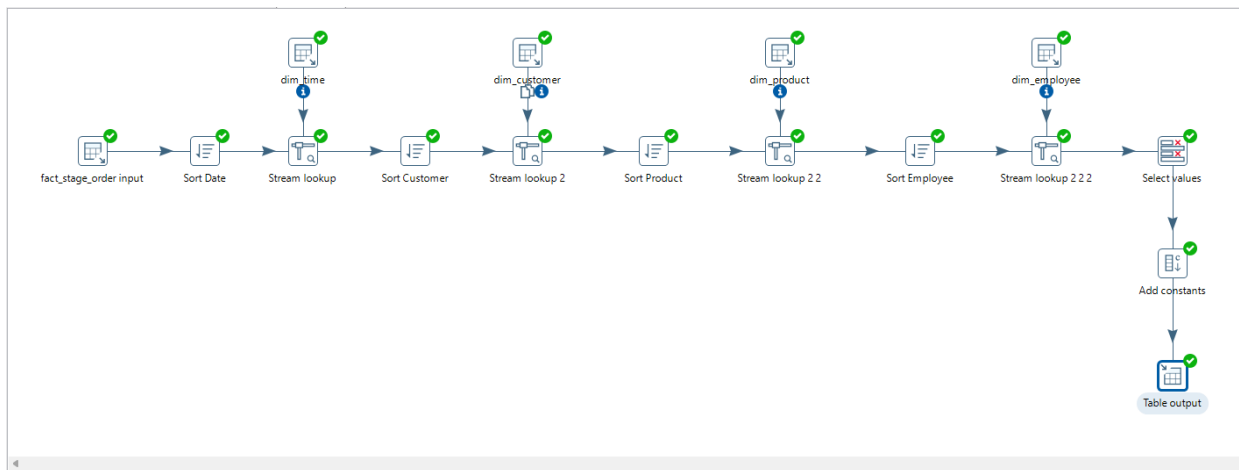 dim_time
dim_customer
dim_product
dim_employee
fact_stage_order input
Sort Date
Stream lookup
Sort Customer
Stream lookup 2
Sort Product
Stream lookup 2 2
Sort Employee
Stream lookup 2 2 2
Select values
Add constants
Table output